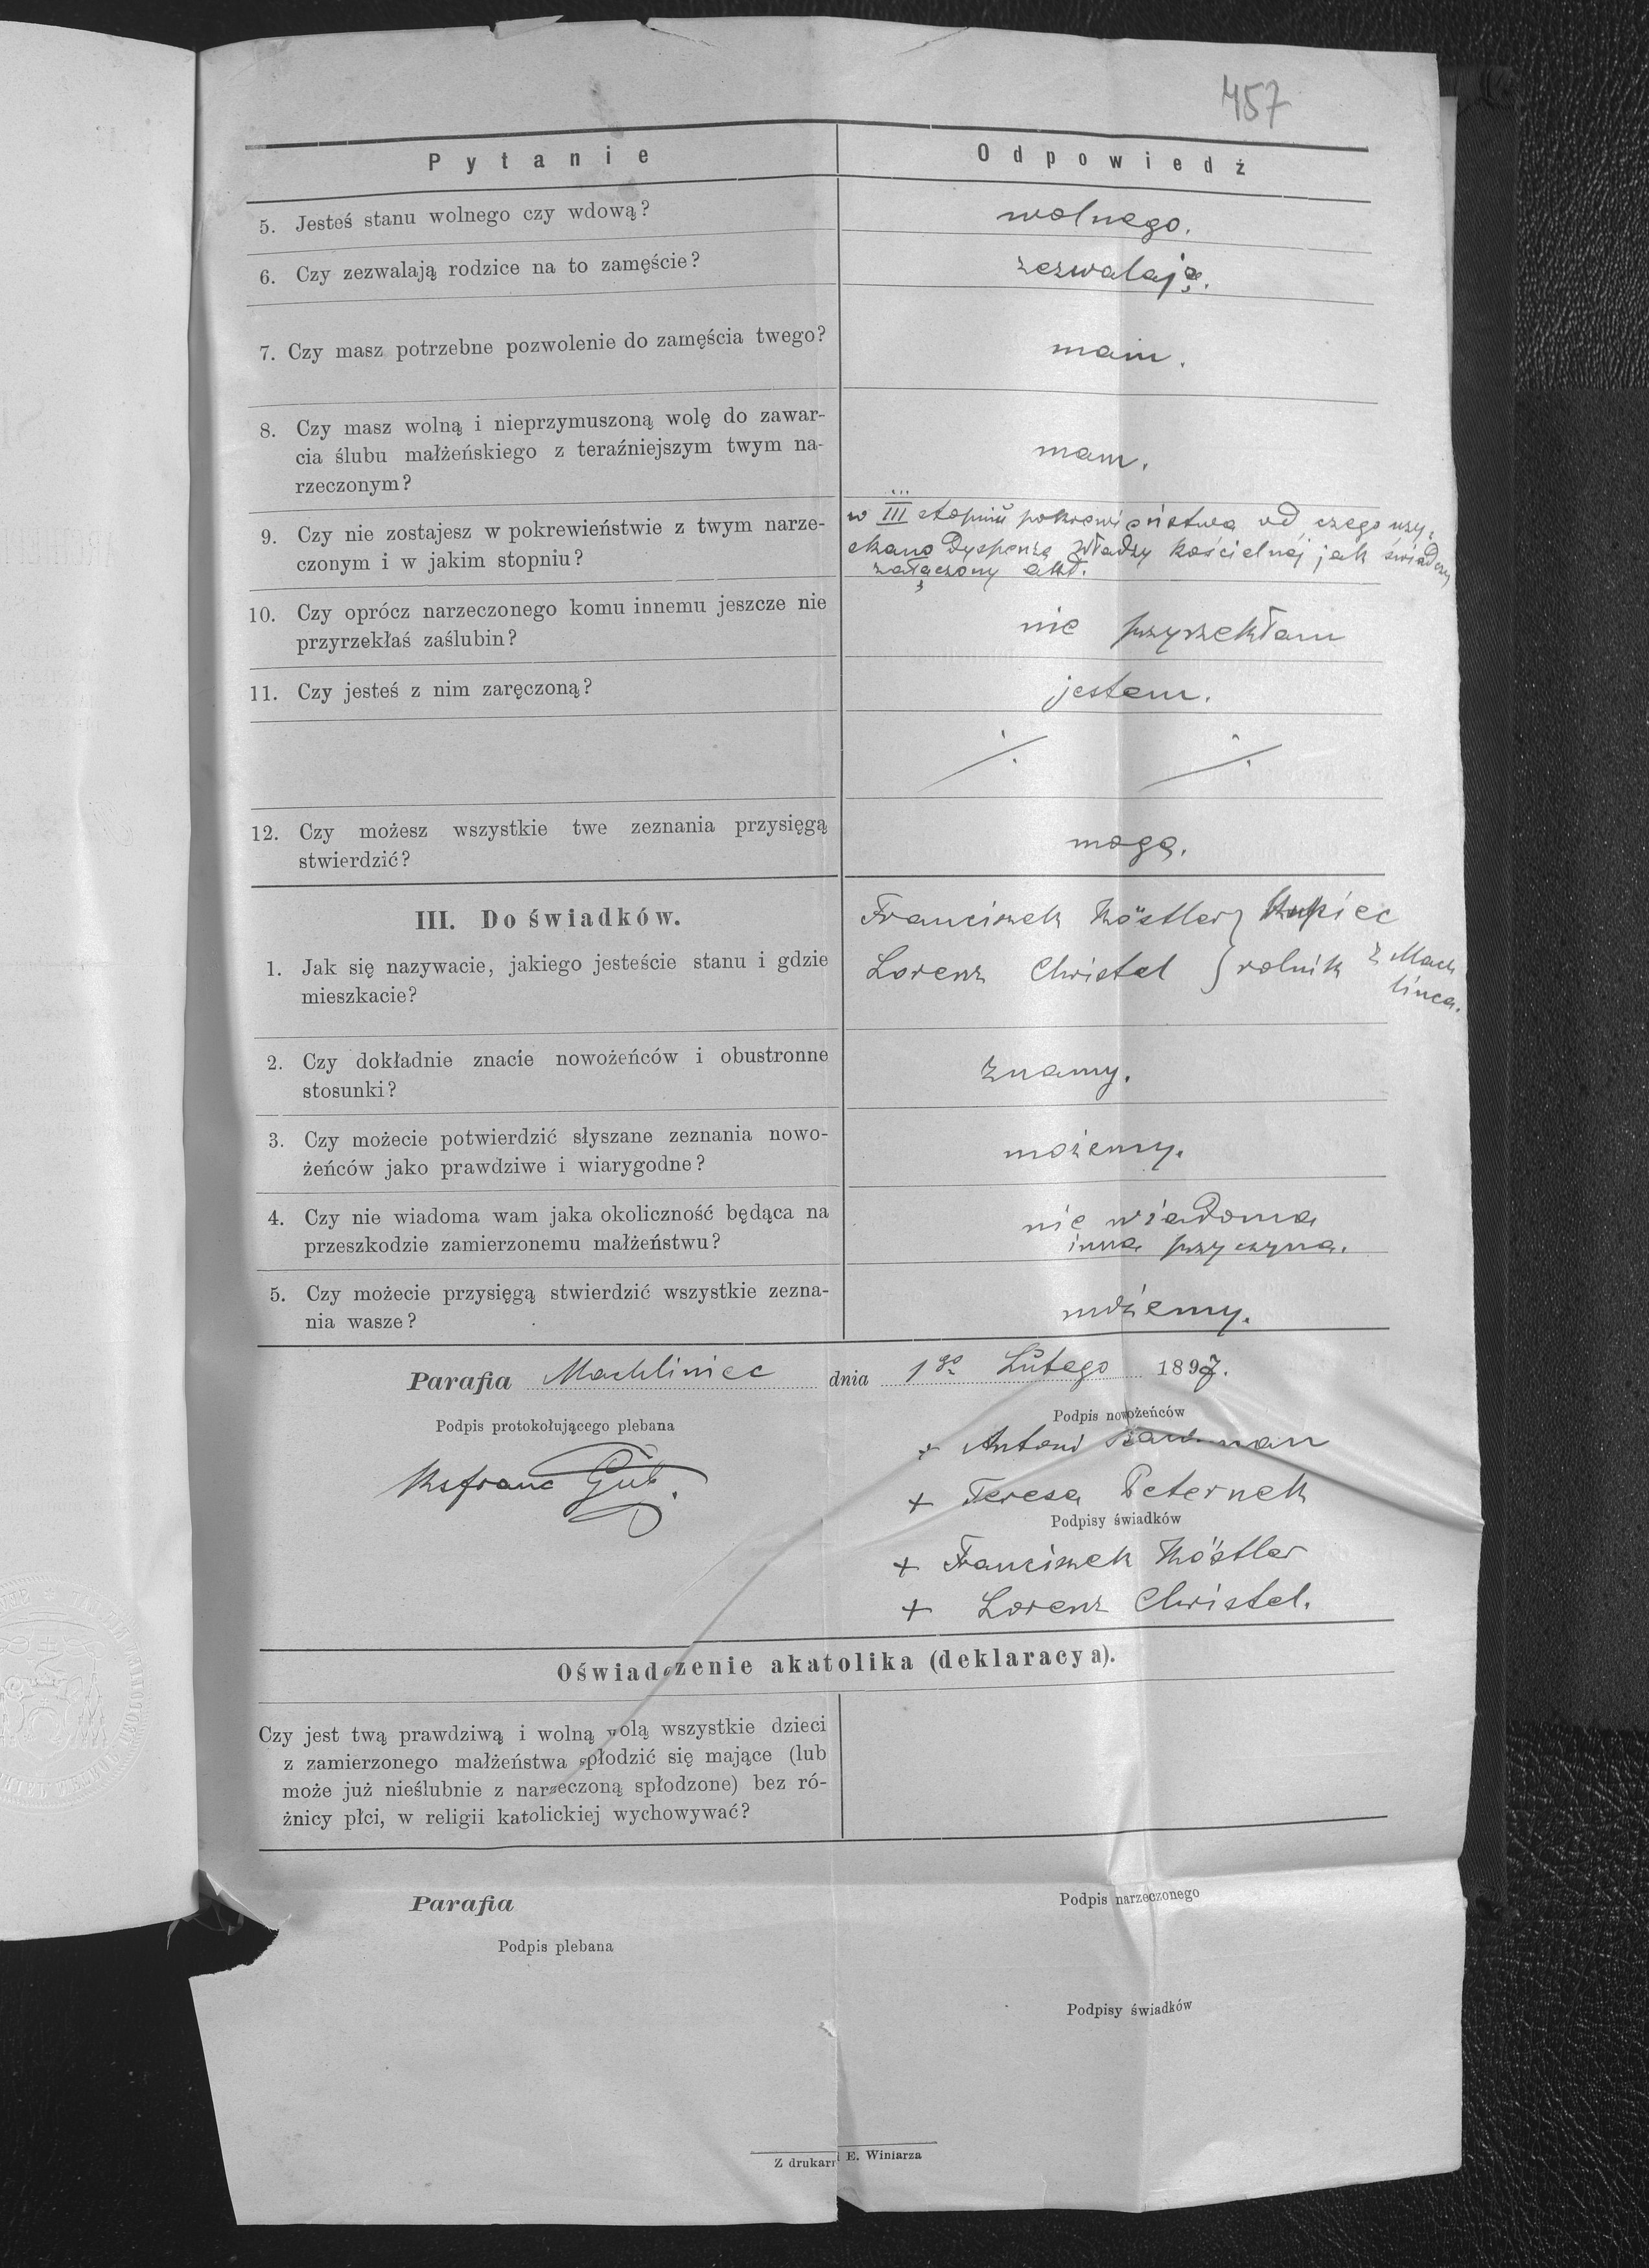 457
Pytanie
Odpowiedż
5. Jesteś stanu wolnego czy wdową?
wolnego.
6. Czy zezwalają rodzice na to zamęście?
zezwalają.
7. Czy masz potrzebne pozwolenie do zamęścia twego?
mam.
8. Czy masz wolną i nieprzymuszoną wolę do zawar-
cia ślubu małżeńskiego z teraźniejszym twym na-
rzeczonym?
mam.
9. Czy nie zostajesz w pokrewieństwie z twym narze-
czonym i w jakim stopniu?
w III stopniu pokrewieństwa od czego uzy-
skano Dyspenzę Władzy kościelnej jak świadczy
załączony akt.
10. Czy oprócz narzeczonego komu innemu jeszcze nie
przyrzekłaś zaślubin?
nie przyrzekłam
11. Czy jesteś z nim zaręczoną?
jestem.
12. Czy możesz wszystkie twe zeznania przysięgą
stwierdzić?
mogę.
III. Do świadków.
1. Jak się nazywacie, jakiego jesteście stanu i gdzie
mieszkacie?
Franciszek Köstler kupiec
Lorenz Christel rolnik z Mach
linca.
2. Czy dokładnie znacie nowożeńców i obustronne
stosunki?
znamy.
3. Czy możecie potwierdzić słyszane zeznania nowo-
żeńców jako prawdziwe i wiarygodne?
możemy.
4. Czy nie wiadoma wam jaka okoliczność będąca na
przeszkodzie zamierzonemu małżeństwu?
nie wiadoma
inna przyczyna.
5. Czy możecie przysięgą stwierdzić wszystkie zezna-
nia wasze?
możemy.
Parafia Machliniec dnia 1go Lutego 1897.
Podpis protokołującego plebana
Podpis nowożeńców
+ Antoni
+ Teresa Peternek
Podpisy świadków
+ Franciszek Köstler
+ Lorenz Christel.
Oświadczenie akatolika (deklaracya).
Czy jest twą prawdziwą i wolną wolą wszystkie dzieci
z zamierzonego małżeństwa spłodzić się mające (lub
może już nieślubnie z narzeczoną spłodzone) bez ró-
żnicy płci, w religii katolickiej wychowywać?
Parafia
Podpis narzeczonego
Podpis plebana
Podpisy świadków
Z drukarni E. Winiarza